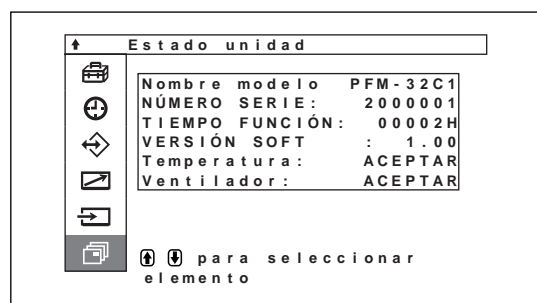 Estado unidad
Nombre modelo PFM-32C1
NÚMERO SERIE: 2000001
TIEMPO FUNCIÓN: 00002H
VERSIÓN SOFT : 1.00
Temperatura: ACEPTAR
Ventilador: ACEPTAR
para seleccionar
elemento